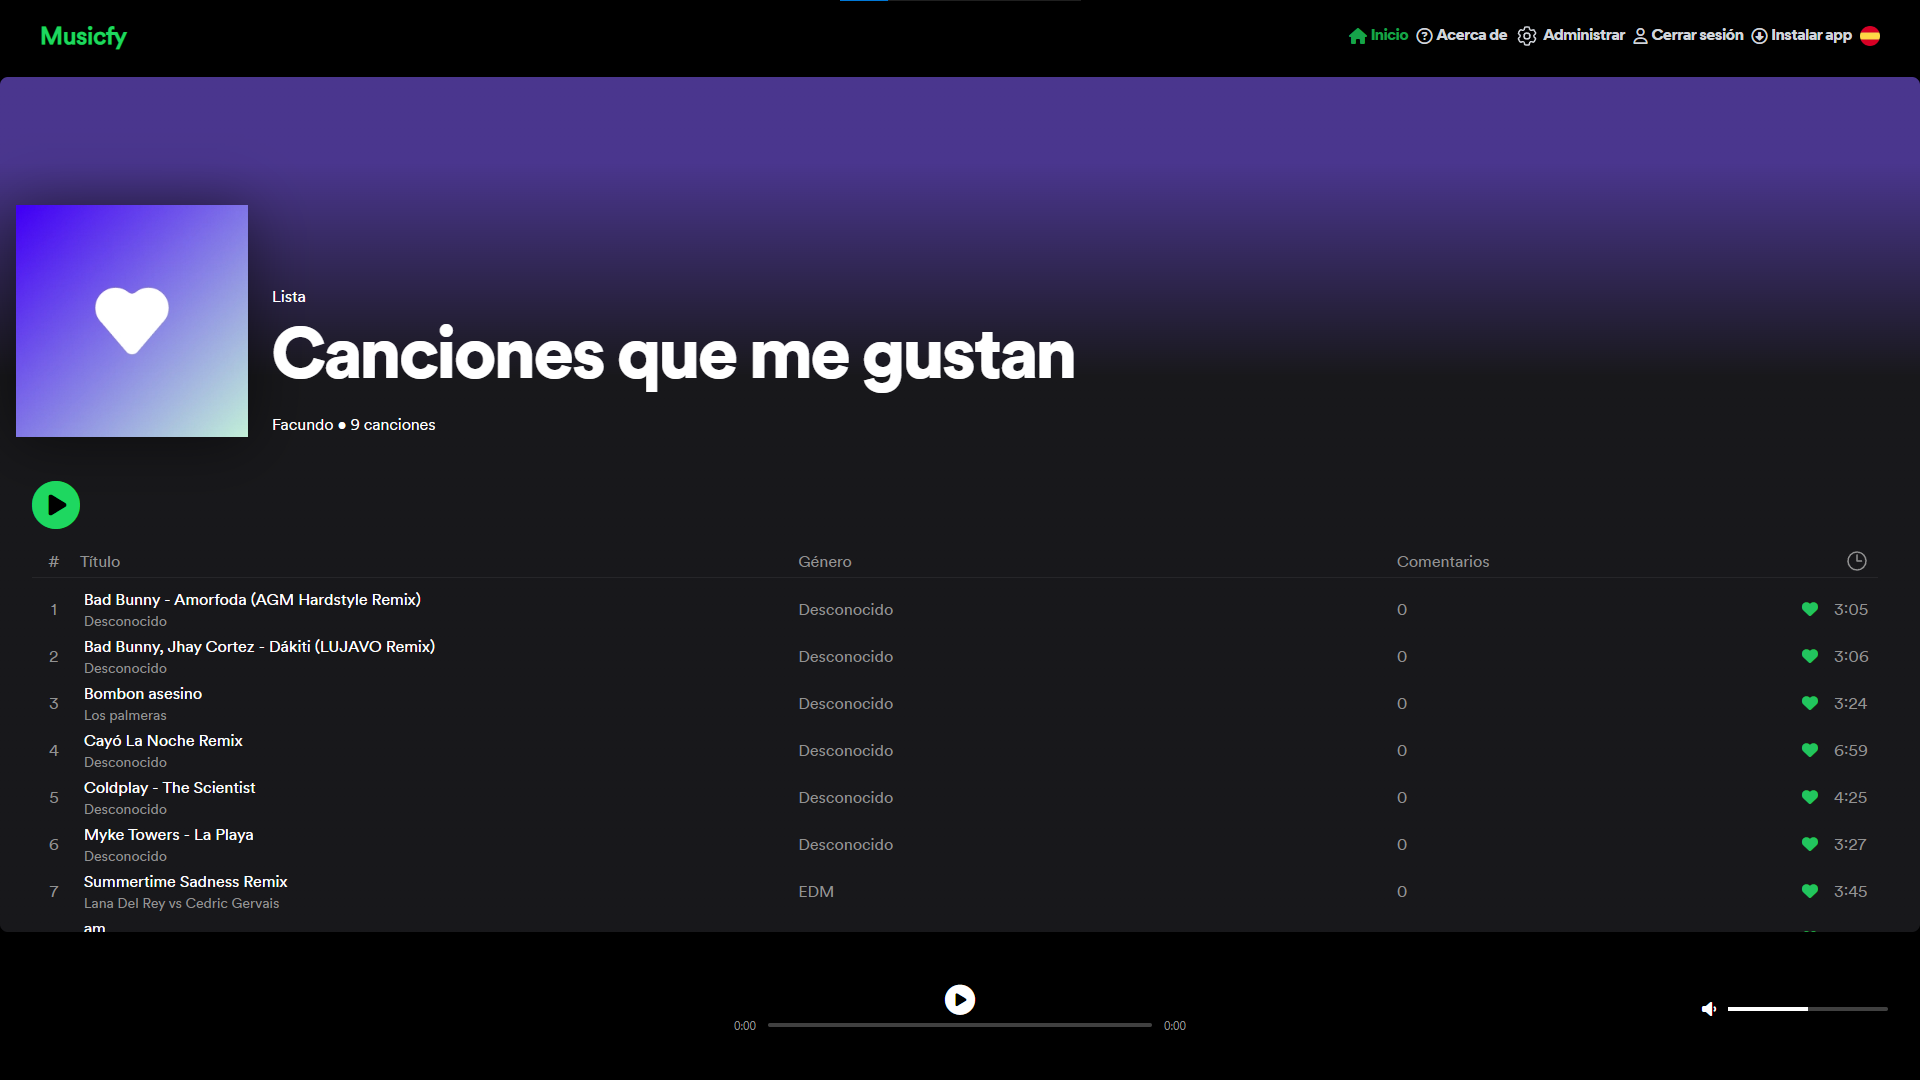 Musicfy
Inicio Acerca de Administrar Cerrar sesión Instalar app
Lista
Canciones que me gustan
Facundo ● 9 canciones
# Título Género Comentarios
1 Bad Bunny - Amorfoda (AGM Hardstyle Remix) Desconocido 0 3:05
Desconocido
2 Bad Bunny, Jhay Cortez - Dákiti (LUJAVO Remix) Desconocido 0 3:06
Desconocido
3 Bombon asesino Desconocido 0 3:24
Los palmeras
4 Cayó La Noche Remix Desconocido 0 6:59
Desconocido
5 Coldplay - The Scientist Desconocido 0 4:25
Desconocido
6 Myke Towers - La Playa Desconocido 0 3:27
Desconocido
7 Summertime Sadness Remix EDM 0 3:45
Lana Del Rey vs Cedric Gervais
am
0:00 0:00